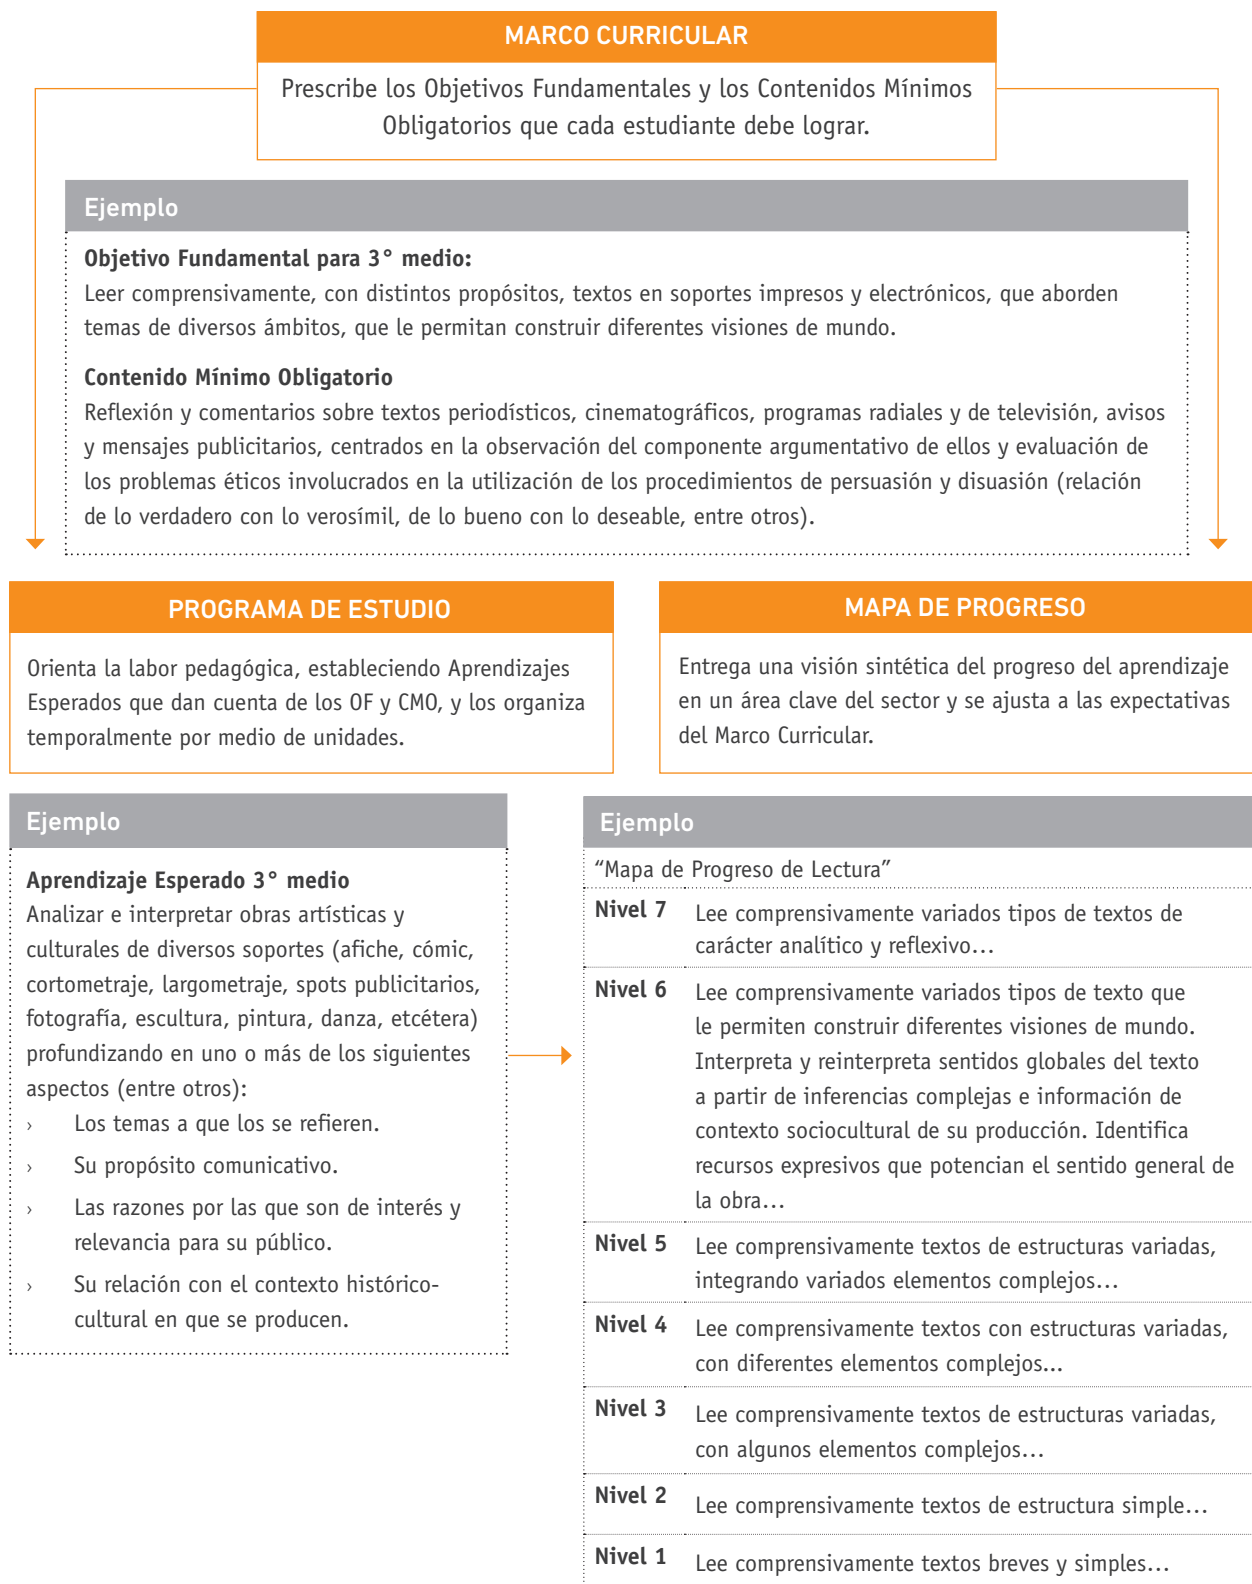 MARCO CURRICULAR
Prescribe los Objetivos Fundamentales y los Contenidos Mínimos
Obligatorios que cada estudiante debe lograr.
Ejemplo
Objetivo Fundamental para 3° medio:
Leer comprensivamente, con distintos propósitos, textos en soportes impresos y electrónicos, que aborden
temas de diversos ámbitos, que le permitan construir diferentes visiones de mundo.
Contenido Mínimo Obligatorio
Reflexión y comentarios sobre textos periodísticos, cinematográficos, programas radiales y de televisión, avisos
y mensajes publicitarios, centrados en la observación del componente argumentativo de ellos y evaluación de
los problemas éticos involucrados en la utilización de los procedimientos de persuasión y disuasión (relación
de lo verdadero con lo verosímil, de lo bueno con lo deseable, entre otros).
PROGRAMA DE ESTUDIO
Orienta la labor pedagógica, estableciendo Aprendizajes
Esperados que dan cuenta de los OF y CMO, y los organiza
temporalmente por medio de unidades.
MAPA DE PROGRESO
Entrega una visión sintética del progreso del aprendizaje
en un área clave del sector y se ajusta a las expectativas
del Marco Curricular.
Ejemplo
Aprendizaje Esperado 3° medio
Analizar e interpretar obras artísticas y
culturales de diversos soportes (afiche, cómic,
cortometraje, largometraje, spots publicitarios,
fotografía, escultura, pintura, danza, etcétera)
profundizando en uno o más de los siguientes
aspectos (entre otros):
› Los temas a que los se refieren.
› Su propósito comunicativo.
› Las razones por las que son de interés y
relevancia para su público.
› Su relación con el contexto histórico-
cultural en que se producen.
Ejemplo
“Mapa de Progreso de Lectura”
Nivel 7 Lee comprensivamente variados tipos de textos de
carácter analítico y reflexivo…
Nivel 6 Lee comprensivamente variados tipos de texto que
le permiten construir diferentes visiones de mundo.
Interpreta y reinterpreta sentidos globales del texto
a partir de inferencias complejas e información de
contexto sociocultural de su producción. Identifica
recursos expresivos que potencian el sentido general de
la obra…
Nivel 5 Lee comprensivamente textos de estructuras variadas,
integrando variados elementos complejos…
Nivel 4 Lee comprensivamente textos con estructuras variadas,
con diferentes elementos complejos…
Nivel 3 Lee comprensivamente textos de estructuras variadas,
con algunos elementos complejos…
Nivel 2 Lee comprensivamente textos de estructura simple…
Nivel 1 Lee comprensivamente textos breves y simples…